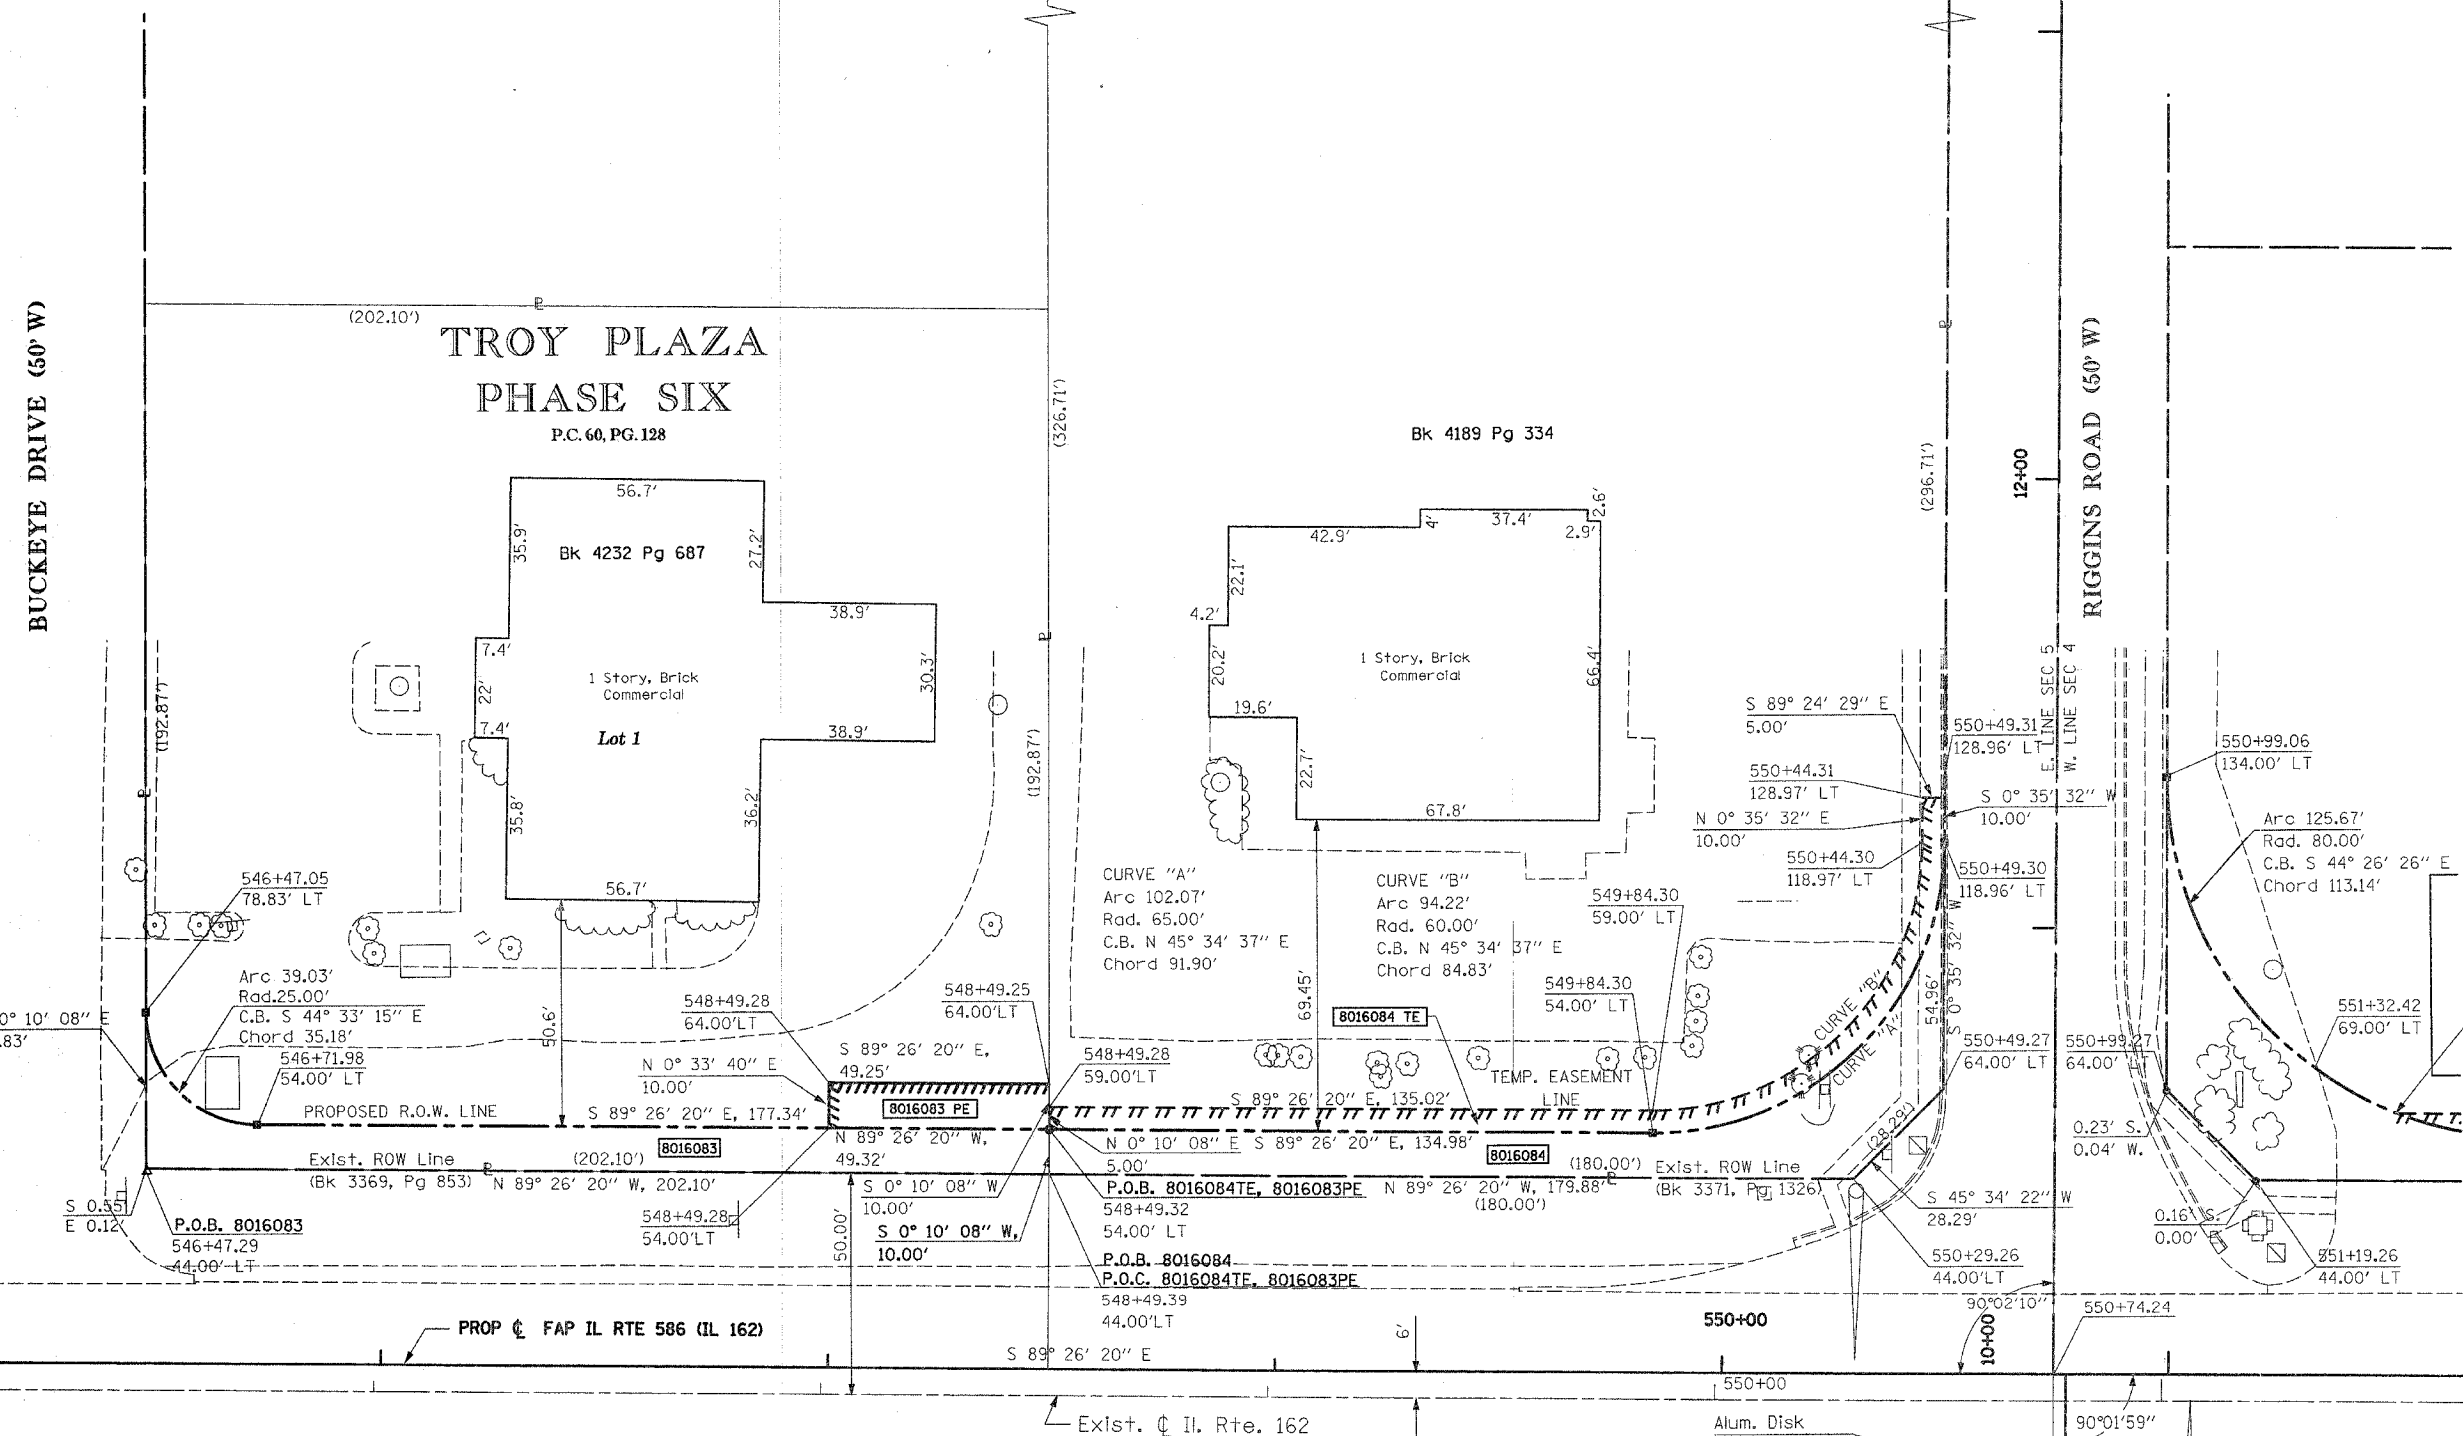 BUCKEYE DRIVE (50' W)
(202.10')
TROY PLAZA
PHASE SIX
P.C. 60, PG. 128
(326.71')
Bk 4189 Pg 334
(296.71')
12+00
RIGGINS ROAD (50' W)
56.7'
35.9'
Bk 4232 Pg 687
27.2'
38.9'
7.4'
22'
1 Story, Brick
Commercial
30.3'
7.4'
Lot 1
38.9'
35.8'
36.2'
56.7'
(192.87')
(192.87')
42.9'
4'
37.4'
2.6'
2.9'
22.1'
4.2'
20.2'
1 Story, Brick
Commercial
66.4'
19.6'
22.7'
67.8'
E. LINE SEC 5
W. LINE SEC 4
S 89° 24' 29" E
5.00'
550+49.31
128.96' LT
550+44.31
128.97' LT
S 0° 35' 32" W
10.00'
N 0° 35' 32" E
10.00'
550+44.30
118.97' LT
550+49.30
118.96' LT
550+99.06
134.00' LT
Arc 125.67'
Rad. 80.00'
C.B. S 44° 26' 26" E
Chord 113.14'
546+47.05
78.83' LT
CURVE "A"
Arc 102.07'
Rad. 65.00'
C.B. N 45° 34' 37" E
Chord 91.90'
CURVE "B"
Arc 94.22'
Rad. 60.00'
C.B. N 45° 34' 37" E
Chord 84.83'
549+84.30
59.00' LT
69.45'
549+84.30
54.00' LT
8016084 TE
CURVE "B"
CURVE "A"
54.96'
S 0° 35' 32" W
Arc 39.03'
Rad.25.00'
C.B. S 44° 33' 15" E
Chord 35.18'
0° 10' 08" E
.83'
546+71.98
54.00' LT
50.6'
548+49.28
64.00'LT
548+49.25
64.00'LT
S 89° 26' 20" E,
49.25'
N 0° 33' 40" E
10.00'
548+49.28
59.00'LT
550+49.27
64.00' LT
550+99.27
64.00' LT
551+32.42
69.00' LT
TEMP. EASEMENT
LINE
PROPOSED R.O.W. LINE
S 89° 26' 20" E, 177.34'
8016083 PE
S 89° 26' 20" E, 135.02'
(28.29')
8016083
N 89° 26' 20" W,
49.32'
N 0° 10' 08" E
5.00'
S 89° 26' 20" E, 134.98'
8016084
0.23' S.
0.04' W.
Exist. ROW Line
(Bk 3369, Pg 853)
(202.10')
N 89° 26' 20" W, 202.10'
S 0° 10' 08" W
10.00'
P.O.B. 8016084TE, 8016083PE
548+49.32
54.00' LT
N 89° 26' 20" W, 179.88'
(180.00')
(180.00')
Exist. ROW Line
(Bk 3371, Pg 1326)
S 45° 34' 22" W
28.29'
S 0.55'
E 0.12'
P.O.B. 8016083
546+47.29
44.00' LT
548+49.28
54.00'LT
50.00'
S 0° 10' 08" W,
10.00'
P.O.B. 8016084
P.O.C. 8016084TE, 8016083PE
548+49.39
44.00'LT
550+29.26
44.00'LT
0.16' S.
0.00'
551+19.26
44.00' LT
90°02'10"
550+74.24
PROP ℄ FAP IL RTE 586 (IL 162)
S 89° 26' 20" E
6'
550+00
10+00
550+00
Exist. ℄ Il. Rte. 162
Alum. Disk
90°01'59"